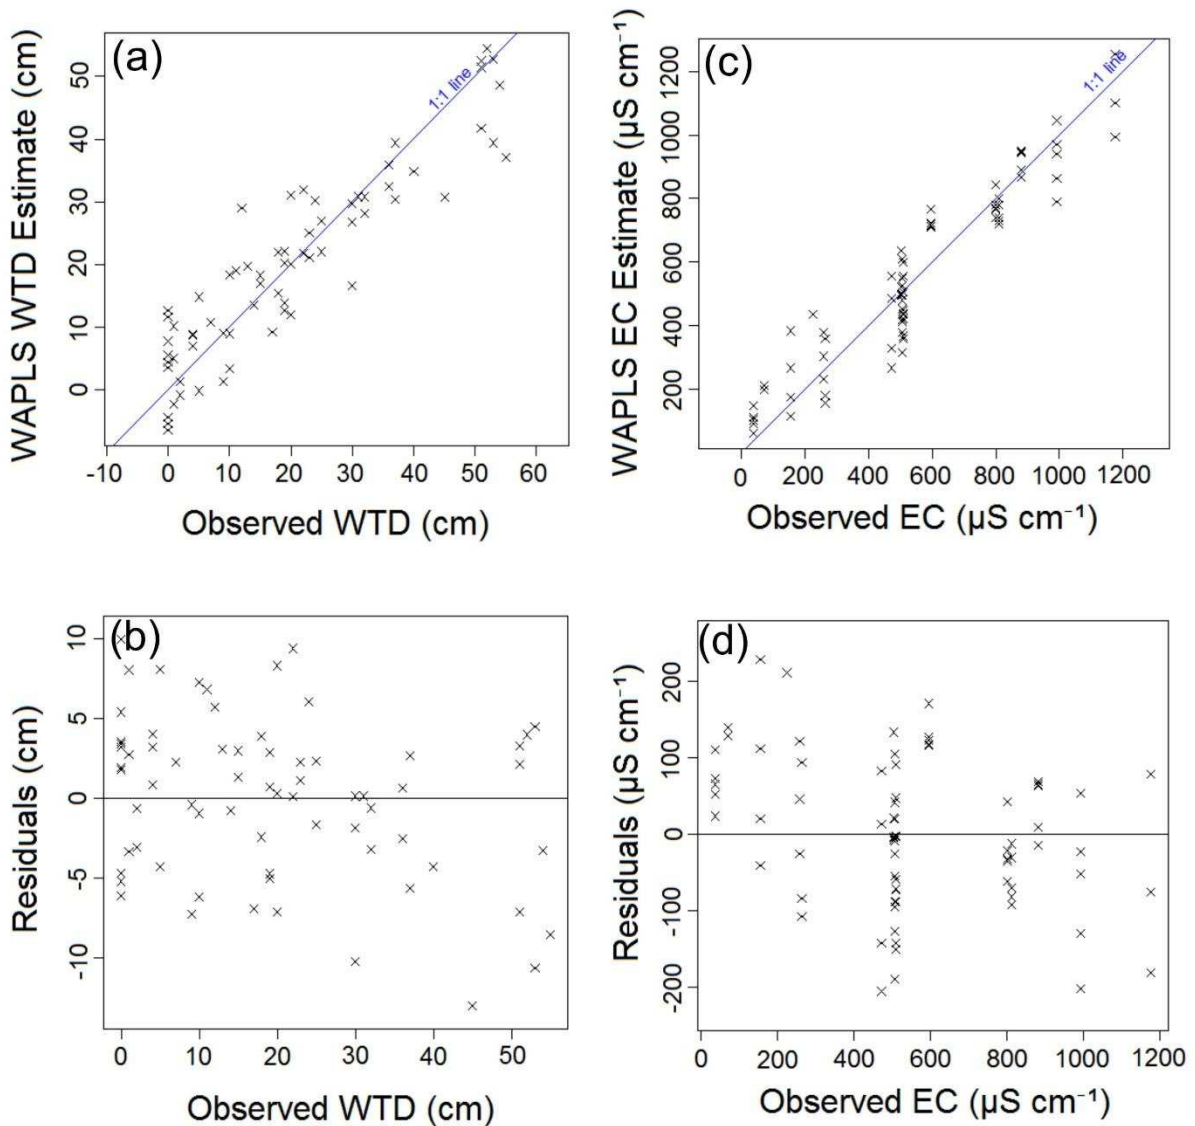 (a)
WAPLS WTD Estimate (cm)
50
40
30
20
10
0
1:1 line
-10 0 10 20 30 40 50 60
Observed WTD (cm)
(c)
WAPLS EC Estimate (µS cm⁻¹)
1200
1000
800
600
400
200
1:1 line
0 200 400 600 800 1000 1200
Observed EC (µS cm⁻¹)
(b)
Residuals (cm)
10
5
0
-5
-10
0 10 20 30 40 50
Observed WTD (cm)
(d)
Residuals (µS cm⁻¹)
200
100
0
-100
-200
0 200 400 600 800 1000 1200
Observed EC (µS cm⁻¹)